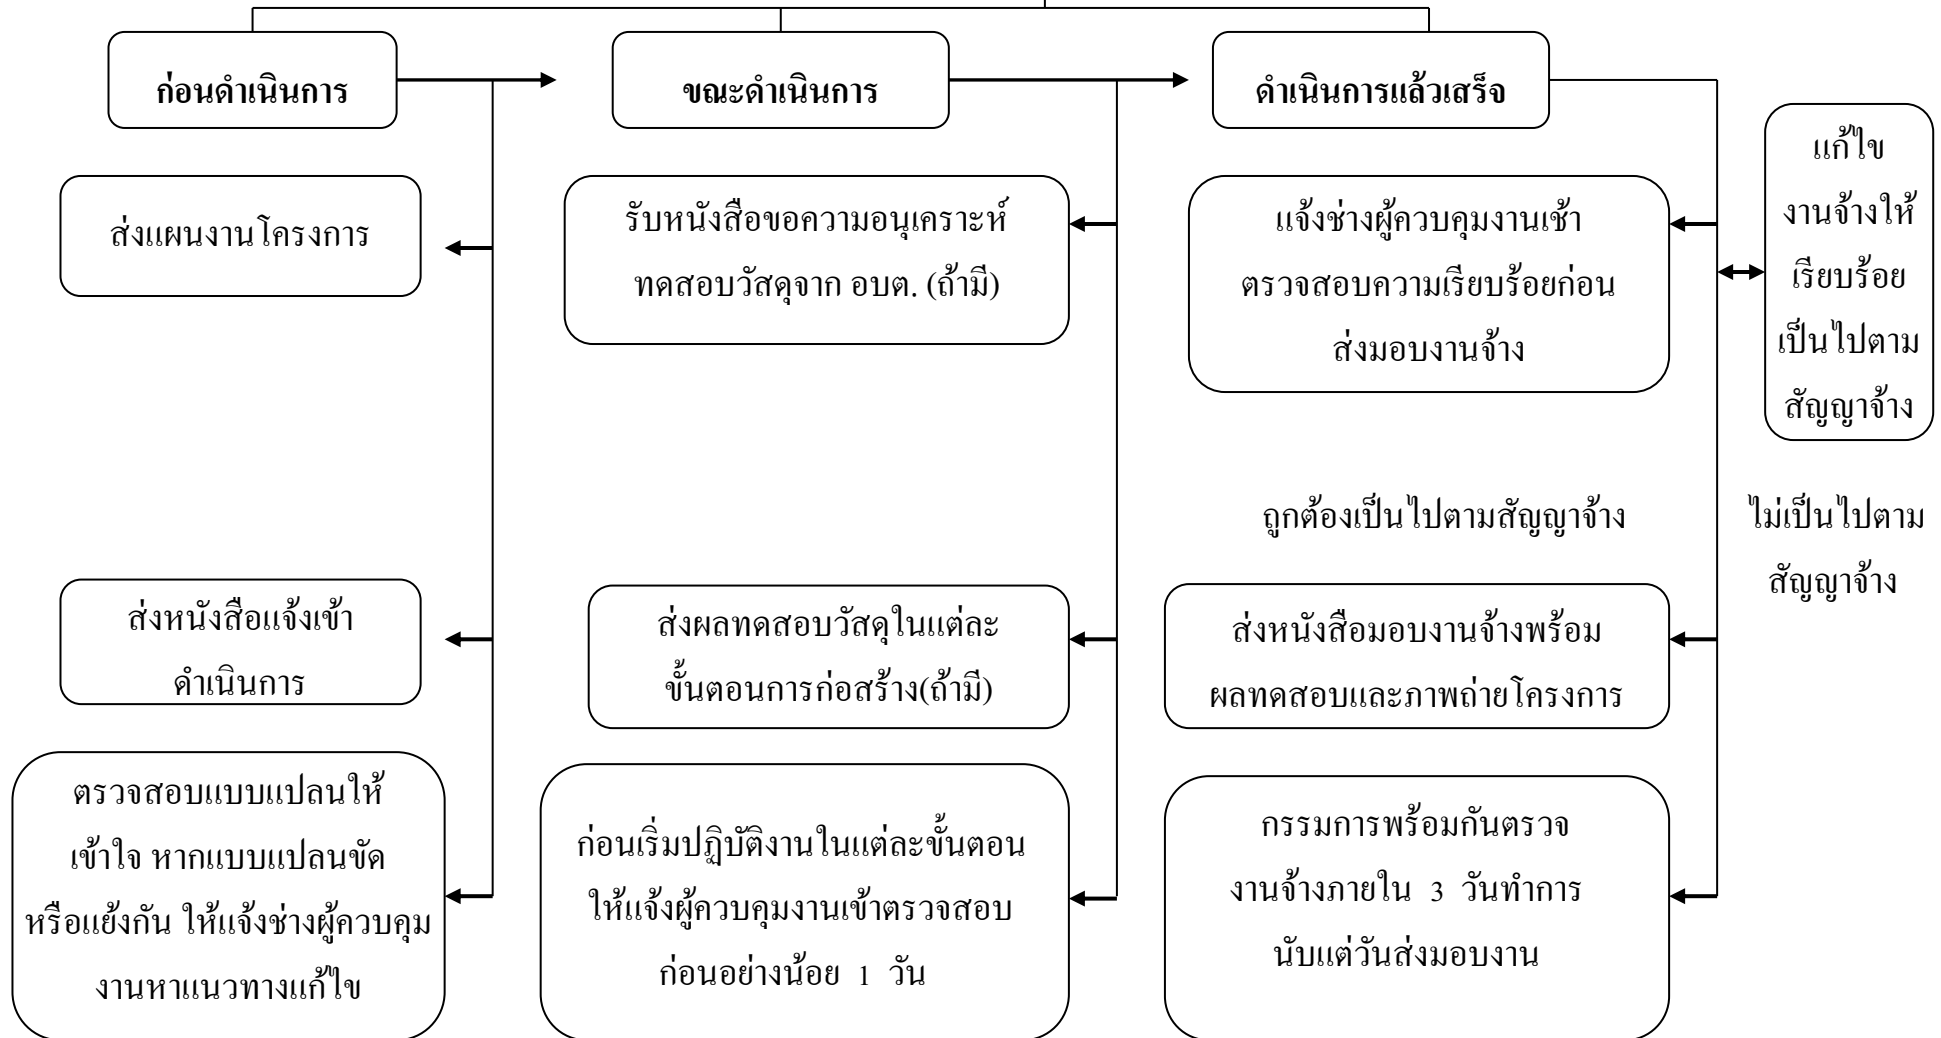 ก่อนดำเนินการ
ส่งแผนงานโครงการ
ส่งหนังสือแจ้งเข้า
ดำเนินการ
ตรวจสอบแบบแปลนให้
เข้าใจ หากแบบแปลนขัด
หรือแย้งกัน ให้แจ้งช่างผู้ควบคุม
งานหาแนวทางแก้ไข
ขณะดำเนินการ
รับหนังสือขอความอนุเคราะห์
ทดสอบวัสดุจาก อบต. (ถ้ามี)
ส่งผลทดสอบวัสดุในแต่ละ
ขั้นตอนการก่อสร้าง(ถ้ามี)
ก่อนเริ่มปฏิบัติงานในแต่ละขั้นตอน
ให้แจ้งผู้ควบคุมงานเข้าตรวจสอบ
ก่อนอย่างน้อย 1 วัน
ดำเนินการแล้วเสร็จ
แจ้งช่างผู้ควบคุมงานเช้า
ตรวจสอบความเรียบร้อยก่อน
ส่งมอบงานจ้าง
ถูกต้องเป็นไปตามสัญญาจ้าง
ส่งหนังสือมอบงานจ้างพร้อม
ผลทดสอบและภาพถ่ายโครงการ
กรรมการพร้อมกันตรวจ
งานจ้างภายใน 3 วันทำการ
นับแต่วันส่งมอบงาน
แก้ไข
งานจ้างให้
เรียบร้อย
เป็นไปตาม
สัญญาจ้าง
ไม่เป็นไปตาม
สัญญาจ้าง